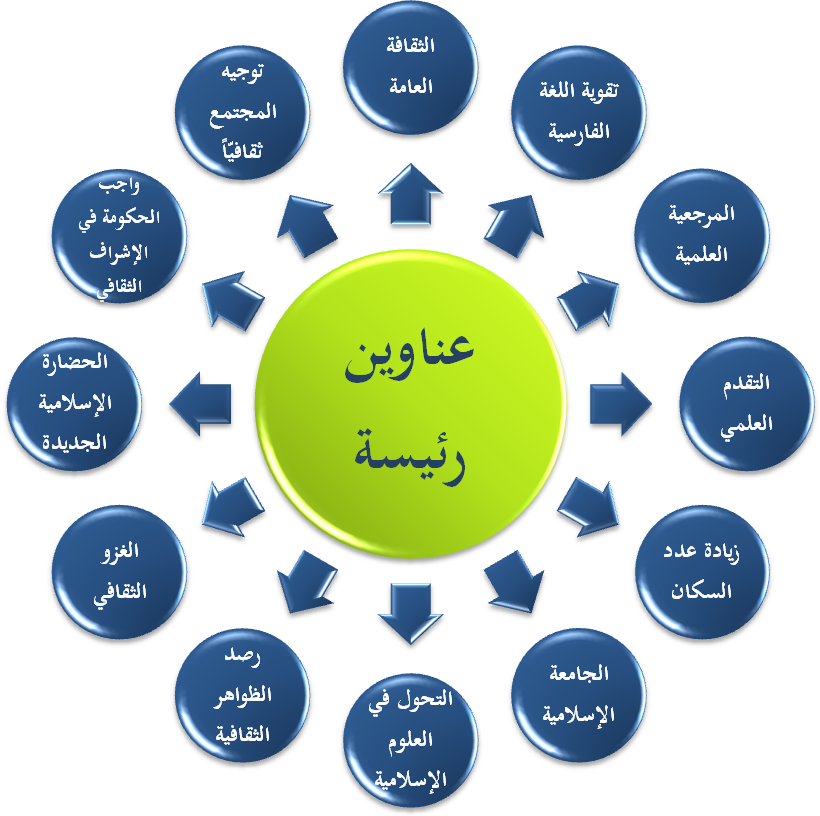 عناوين
رئيسة
الثقافة
العامة
تقوية اللغة
الفارسية
المرجعية
العلمية
التقدم
العلمي
زيادة عدد
السكان
الجامعة
الإسلامية
التحول في
العلوم
الإسلامية
رصد
الظواهر
الثقافية
الغزو
الثقافي
الحضارة
الإسلامية
الجديدة
واجب
الحكومة في
الإشراف
الثقافي
توجيه
المجتمع
ثقافيّاً